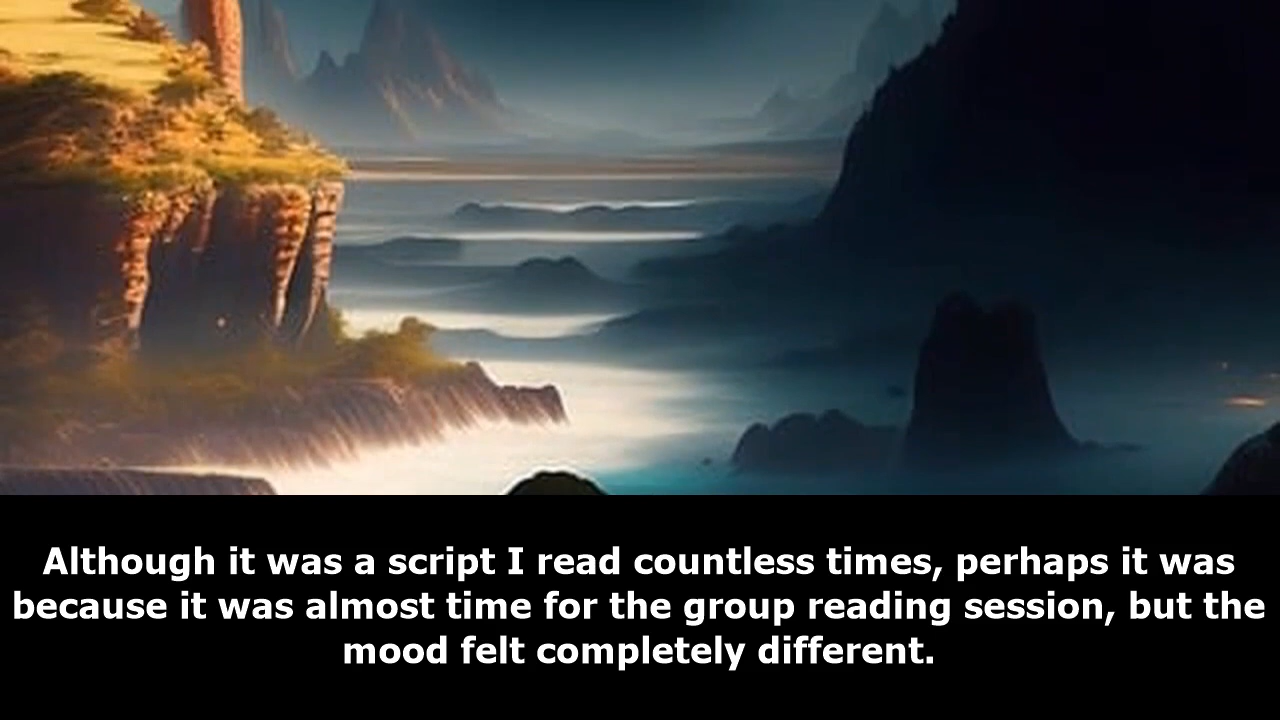 Although it was a script I read countless times, perhaps it was
because it was almost time for the group reading session, but the
mood felt completely different.